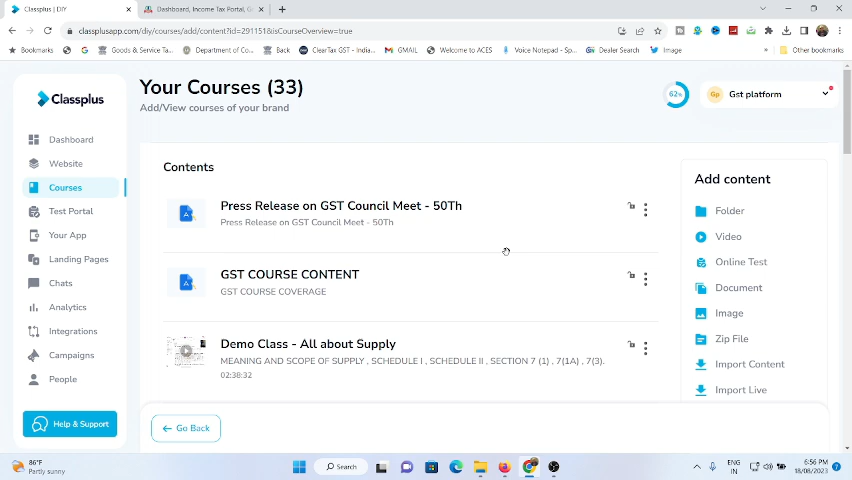 Classplus | DIY
Dashboard, Income Tax Portal, G
classplusapp.com/diy/courses/add/content?id=291151&isCourseOverview=true
Bookmarks
Goods & Service Ta...
Department of Co...
Back
ClearTax GST - India...
GMAIL
Welcome to ACES
Voice Notepad - Sp...
Dealer Search
Image
»
Other bookmarks
Classplus
Your Courses (33)
Add/View courses of your brand
62%
Gp
Gst platform
Dashboard
Website
Courses
Test Portal
Your App
Landing Pages
Chats
Analytics
Integrations
Campaigns
People
Help & Support
Contents
Press Release on GST Council Meet - 50Th
Press Release on GST Council Meet - 50Th
GST COURSE CONTENT
GST COURSE COVERAGE
Demo Class - All about Supply
MEANING AND SCOPE OF SUPPLY , SCHEDULE I , SCHEDULE II , SECTION 7 (1) , 7(1A) , 7(3).
02:38:32
Add content
Folder
Video
Online Test
Document
Image
Zip File
Import Content
Import Live
Go Back
86°F
Partly sunny
Search
ENG
IN
6:56 PM
18/08/2023